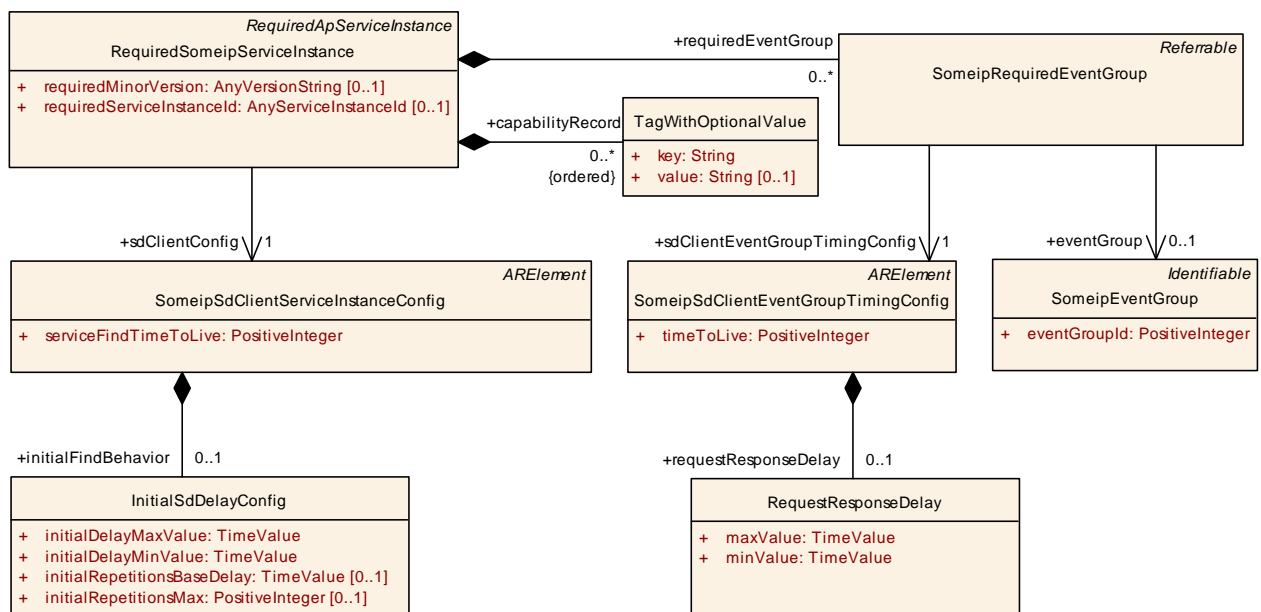 RequiredApServiceInstance
RequiredSomeipServiceInstance
+ requiredMinorVersion: AnyVersionString [0..1]
+ requiredServiceInstanceId: AnyServiceInstanceId [0..1]
+requiredEventGroup
0..*
Referrable
SomeipRequiredEventGroup
+capabilityRecord
0..*
{ordered}
TagWithOptionalValue
+ key: String
+ value: String [0..1]
+sdClientConfig
1
+sdClientEventGroupTimingConfig
1
+eventGroup
0..1
ARElement
SomeipSdClientServiceInstanceConfig
+ serviceFindTimeToLive: PositiveInteger
ARElement
SomeipSdClientEventGroupTimingConfig
+ timeToLive: PositiveInteger
Identifiable
SomeipEventGroup
+ eventGroupId: PositiveInteger
+initialFindBehavior
0..1
+requestResponseDelay
0..1
InitialSdDelayConfig
+ initialDelayMaxValue: TimeValue
+ initialDelayMinValue: TimeValue
+ initialRepetitionsBaseDelay: TimeValue [0..1]
+ initialRepetitionsMax: PositiveInteger [0..1]
RequestResponseDelay
+ maxValue: TimeValue
+ minValue: TimeValue